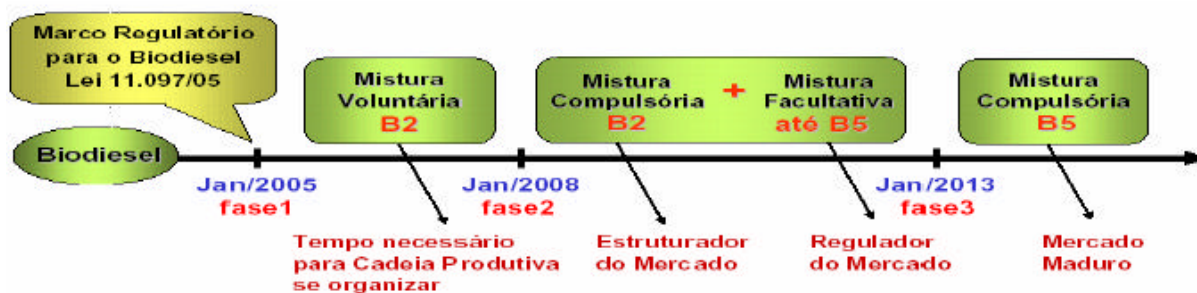 Marco Regulatório
para o Biodiesel
Lei 11.097/05
Mistura
Voluntária
B2
Mistura
Compulsória
B2
+
Mistura
Facultativa
até B5
Mistura
Compulsória
B5
Biodiesel
Jan/2005
fase1
Jan/2008
fase2
Jan/2013
fase3
Tempo necessário
para Cadeia Produtiva
se organizar
Estruturador
do Mercado
Regulador
do Mercado
Mercado
Maduro